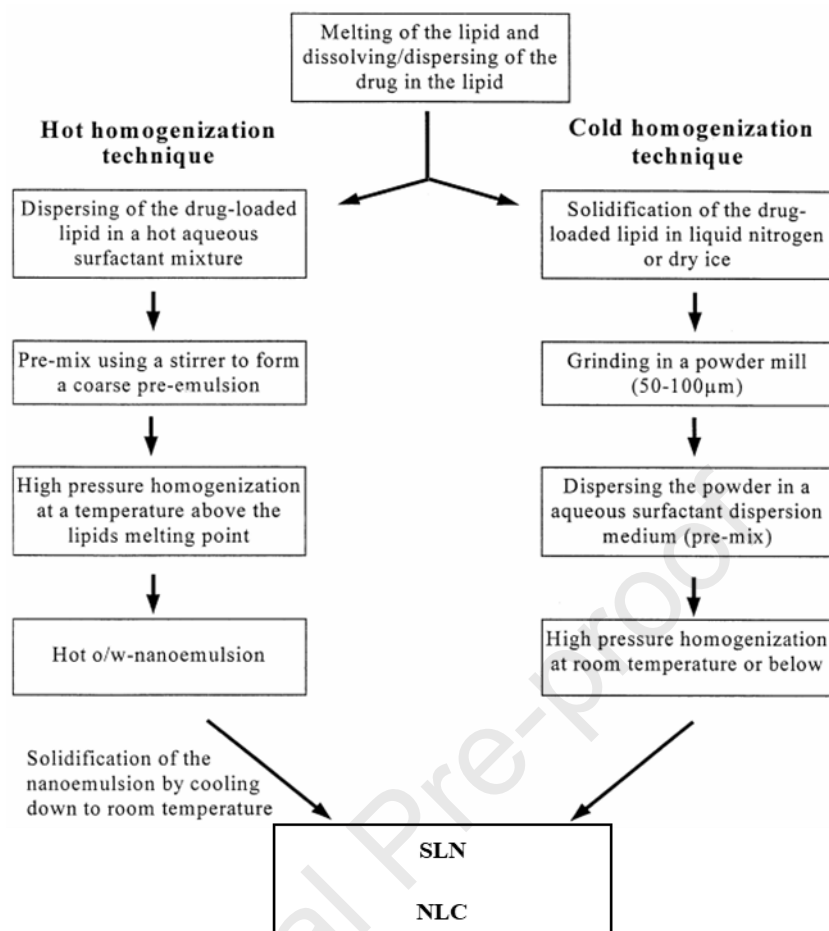 Melting of the lipid and
dissolving/dispersing of the
drug in the lipid
Hot homogenization
technique
Dispersing of the drug-loaded
lipid in a hot aqueous
surfactant mixture
Pre-mix using a stirrer to form
a coarse pre-emulsion
High pressure homogenization
at a temperature above the
lipids melting point
Hot o/w-nanoemulsion
Solidification of the
nanoemulsion by cooling
down to room temperature
Cold homogenization
technique
Solidification of the drug-
loaded lipid in liquid nitrogen
or dry ice
Grinding in a powder mill
(50-100µm)
Dispersing the powder in a
aqueous surfactant dispersion
medium (pre-mix)
High pressure homogenization
at room temperature or below
SLN
NLC
al Pre-proof